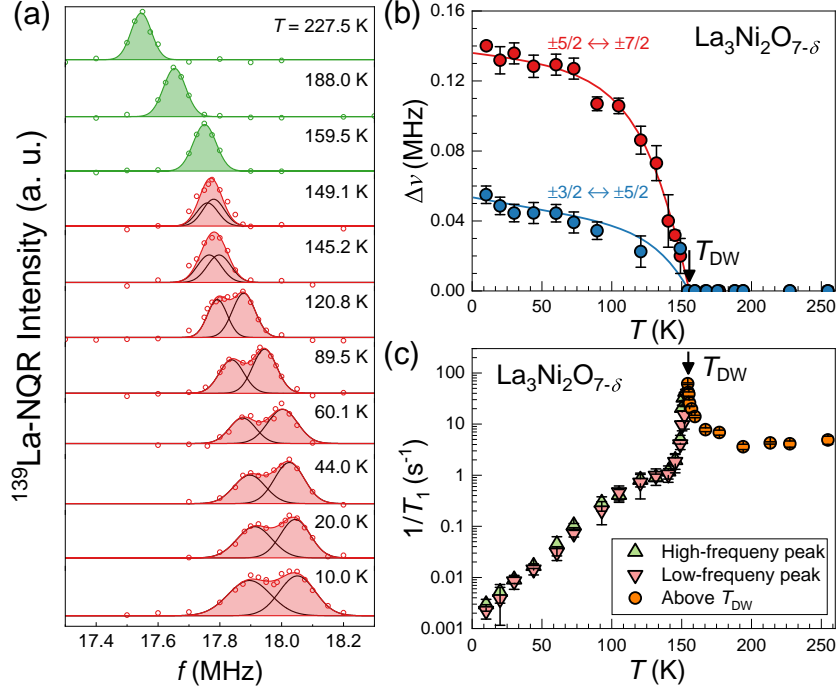 (a)
T = 227.5 K
188.0 K
159.5 K
149.1 K
145.2 K
120.8 K
89.5 K
60.1 K
44.0 K
20.0 K
10.0 K
¹³⁹La-NQR Intensity (a. u.)
17.4 17.6 17.8 18.0 18.2
f (MHz)
(b)
La₃Ni₂O₇₋δ
±5/2 ↔ ±7/2
±3/2 ↔ ±5/2
T_DW
0.16
0.12
0.08
0.04
0.00
Δν (MHz)
0 50 100 150 200 250
T (K)
(c)
La₃Ni₂O₇₋δ
T_DW
100
10
1
0.1
0.01
0.001
1/T₁ (s⁻¹)
High-frequeny peak
Low-frequeny peak
Above T_DW
0 50 100 150 200 250
T (K)